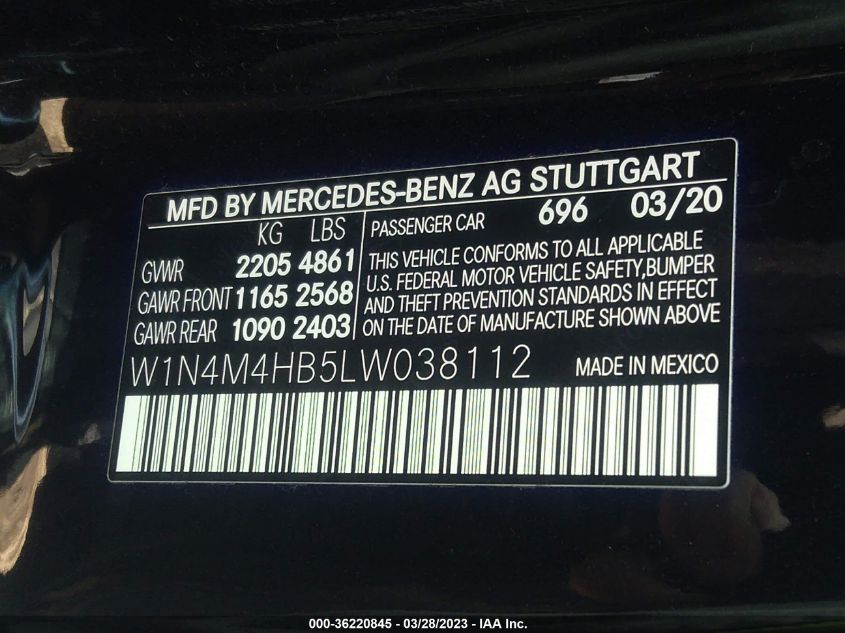 MFD BY MERCEDES-BENZ AG STUTTGART
KG LBS
GVWR 2205 4861
GAWR FRONT 1165 2568
GAWR REAR 1090 2403
PASSENGER CAR 696 03/20
THIS VEHICLE CONFORMS TO ALL APPLICABLE
U.S. FEDERAL MOTOR VEHICLE SAFETY,BUMPER
AND THEFT PREVENTION STANDARDS IN EFFECT
ON THE DATE OF MANUFACTURE SHOWN ABOVE
W1N4M4HB5LW038112 MADE IN MEXICO
000-36220845 - 03/28/2023 - IAA Inc.